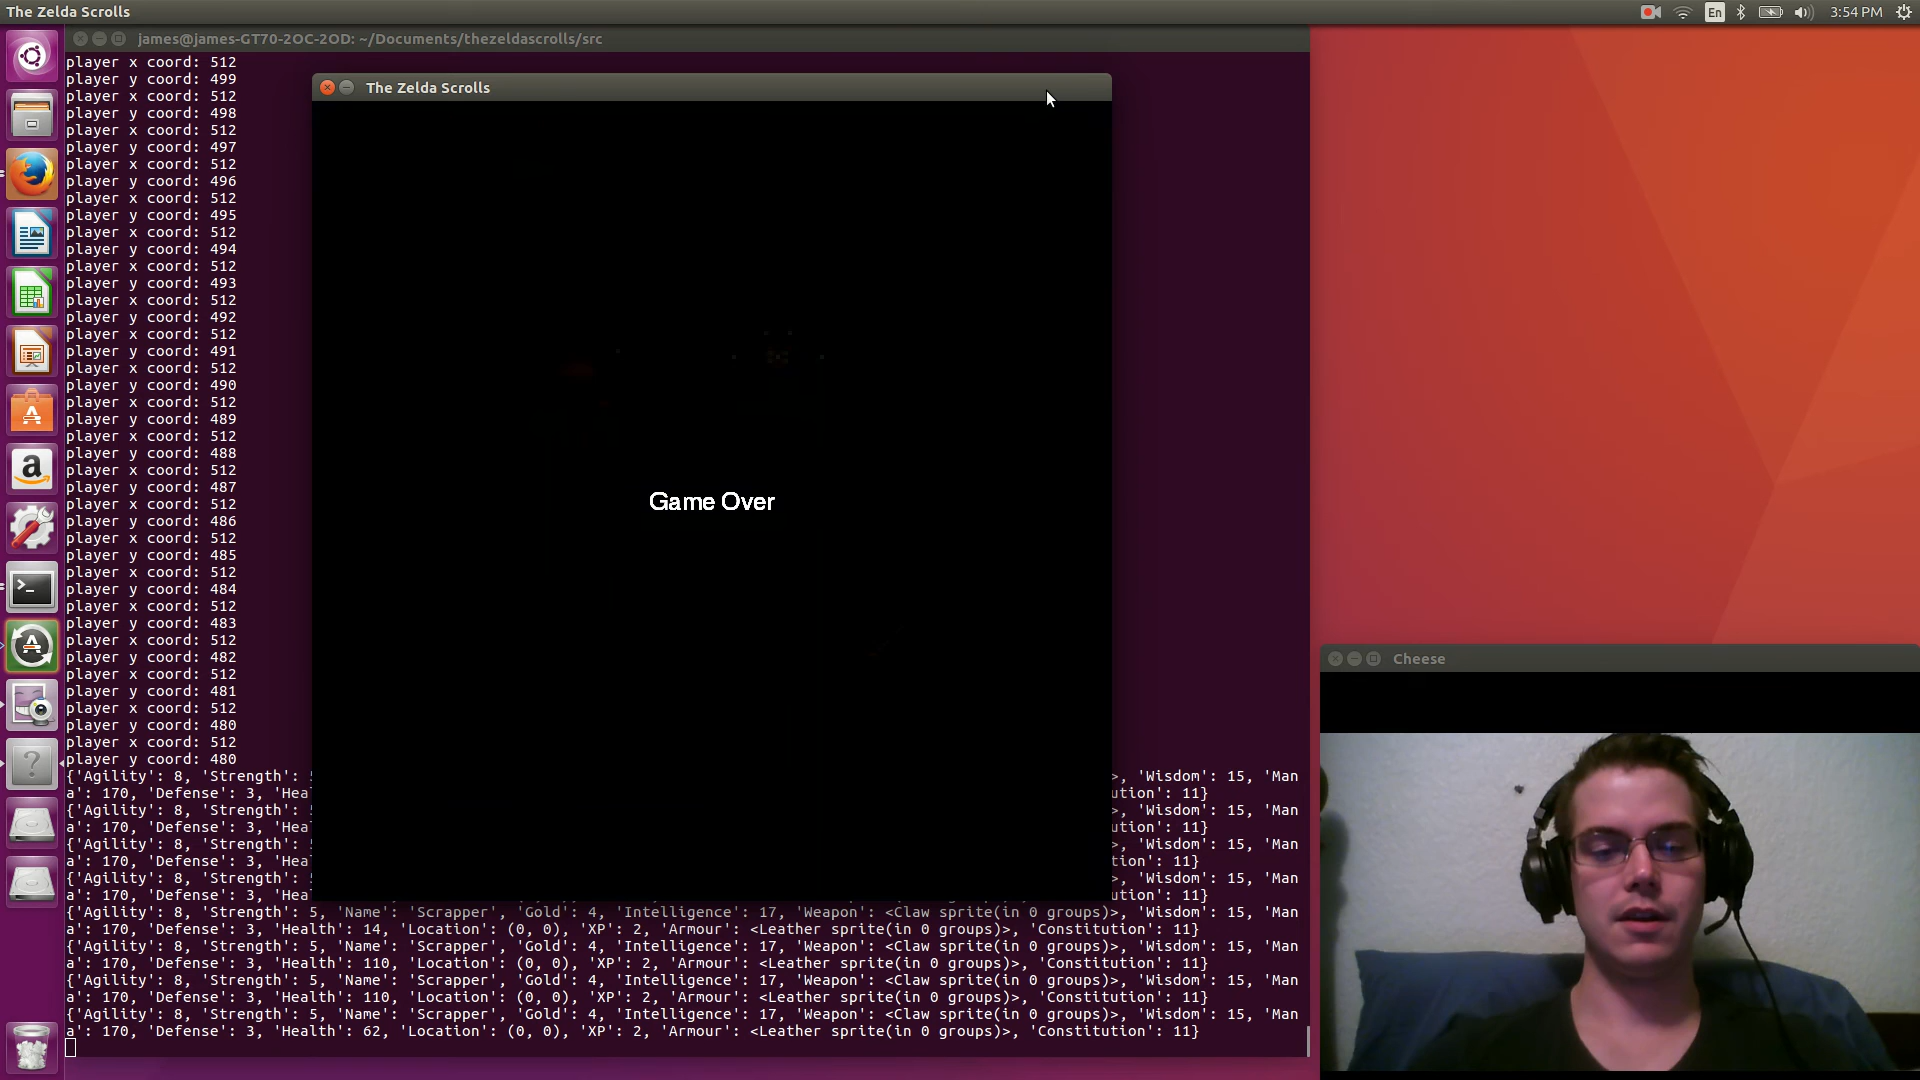 The Zelda Scrolls
En
3:54 PM
james@james-GT70-2OC-2OD: ~/Documents/thezeldascrolls/src
player x coord: 512
player y coord: 499
player x coord: 512
player y coord: 498
player x coord: 512
player y coord: 497
player x coord: 512
player y coord: 496
player x coord: 512
player y coord: 495
player x coord: 512
player y coord: 494
player x coord: 512
player y coord: 493
player x coord: 512
player y coord: 492
player x coord: 512
player y coord: 491
player x coord: 512
player y coord: 490
player x coord: 512
player y coord: 489
player x coord: 512
player y coord: 488
player x coord: 512
player y coord: 487
player x coord: 512
player y coord: 486
player x coord: 512
player y coord: 485
player x coord: 512
player y coord: 484
player x coord: 512
player y coord: 483
player x coord: 512
player y coord: 482
player x coord: 512
player y coord: 481
player x coord: 512
player y coord: 480
player x coord: 512
player y coord: 480
{'Agility': 8, 'Strength': >, 'Wisdom': 15, 'Man
a': 170, 'Defense': 3, 'Hea ution': 11}
{'Agility': 8, 'Strength': >, 'Wisdom': 15, 'Man
a': 170, 'Defense': 3, 'Hea ution': 11}
{'Agility': 8, 'Strength': >, 'Wisdom': 15, 'Man
a': 170, 'Defense': 3, 'Hea tion': 11}
{'Agility': 8, 'Strength': >, 'Wisdom': 15, 'Man
a': 170, 'Defense': 3, 'Hea ution': 11}
{'Agility': 8, 'Strength': 5, 'Name': 'Scrapper', 'Gold': 4, 'Intelligence': 17, 'Weapon': <Claw sprite(in 0 groups)>, 'Wisdom': 15, 'Man
a': 170, 'Defense': 3, 'Health': 14, 'Location': (0, 0), 'XP': 2, 'Armour': <Leather sprite(in 0 groups)>, 'Constitution': 11}
{'Agility': 8, 'Strength': 5, 'Name': 'Scrapper', 'Gold': 4, 'Intelligence': 17, 'Weapon': <Claw sprite(in 0 groups)>, 'Wisdom': 15, 'Man
a': 170, 'Defense': 3, 'Health': 110, 'Location': (0, 0), 'XP': 2, 'Armour': <Leather sprite(in 0 groups)>, 'Constitution': 11}
{'Agility': 8, 'Strength': 5, 'Name': 'Scrapper', 'Gold': 4, 'Intelligence': 17, 'Weapon': <Claw sprite(in 0 groups)>, 'Wisdom': 15, 'Man
a': 170, 'Defense': 3, 'Health': 110, 'Location': (0, 0), 'XP': 2, 'Armour': <Leather sprite(in 0 groups)>, 'Constitution': 11}
{'Agility': 8, 'Strength': 5, 'Name': 'Scrapper', 'Gold': 4, 'Intelligence': 17, 'Weapon': <Claw sprite(in 0 groups)>, 'Wisdom': 15, 'Man
a': 170, 'Defense': 3, 'Health': 62, 'Location': (0, 0), 'XP': 2, 'Armour': <Leather sprite(in 0 groups)>, 'Constitution': 11}
The Zelda Scrolls
Game Over
Cheese